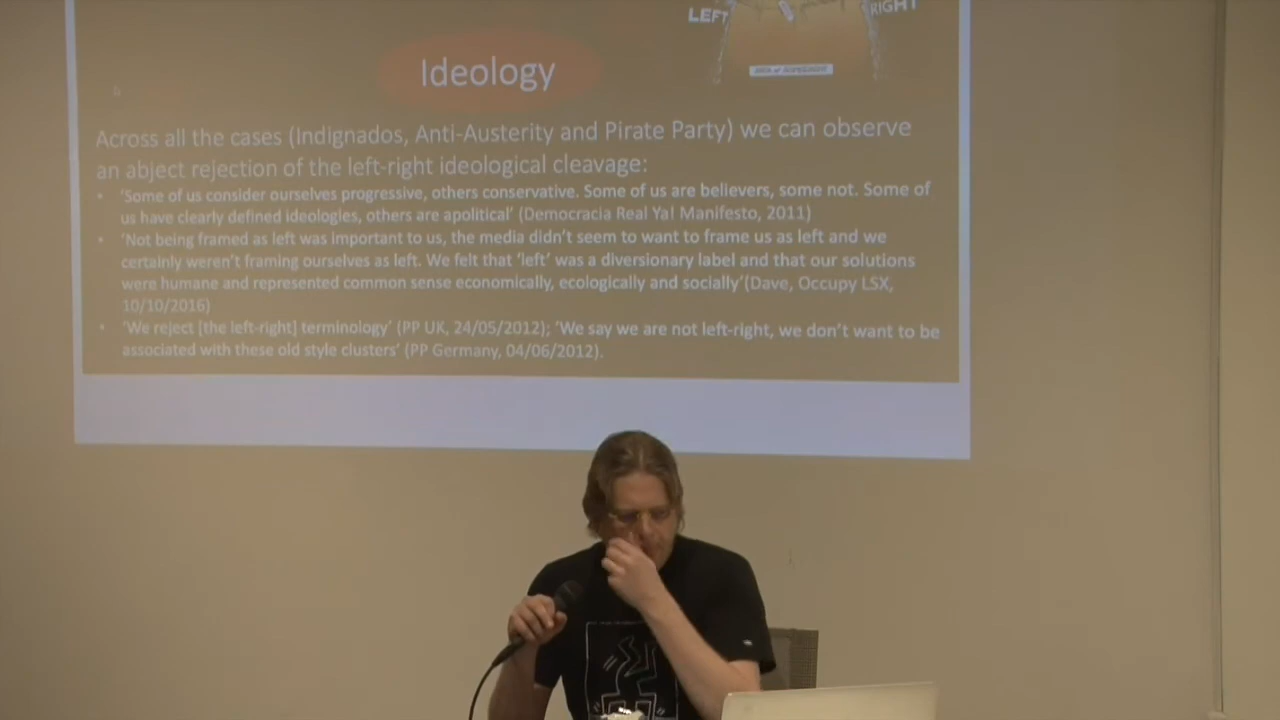 LEFT
RIGHT
Ideology
Across all the cases (Indignados, Anti-Austerity and Pirate Party) we can observe
an abject rejection of the left-right ideological cleavage:
• 'Some of us consider ourselves progressive, others conservative. Some of us are believers, some not. Some of
us have clearly defined ideologies, others are apolitical' (Democracia Real Ya! Manifesto, 2011)
• 'Not being framed as left was important to us, the media didn't seem to want to frame us as left and we
certainly weren't framing ourselves as left. We felt that 'left' was a diversionary label and that our solutions
were humane and represented common sense economically, ecologically and socially'(Dave, Occupy LSX,
10/10/2016)
• 'We reject [the left-right] terminology' (PP UK, 24/05/2012); 'We say we are not left-right, we don't want to be
associated with these old style clusters' (PP Germany, 04/06/2012).